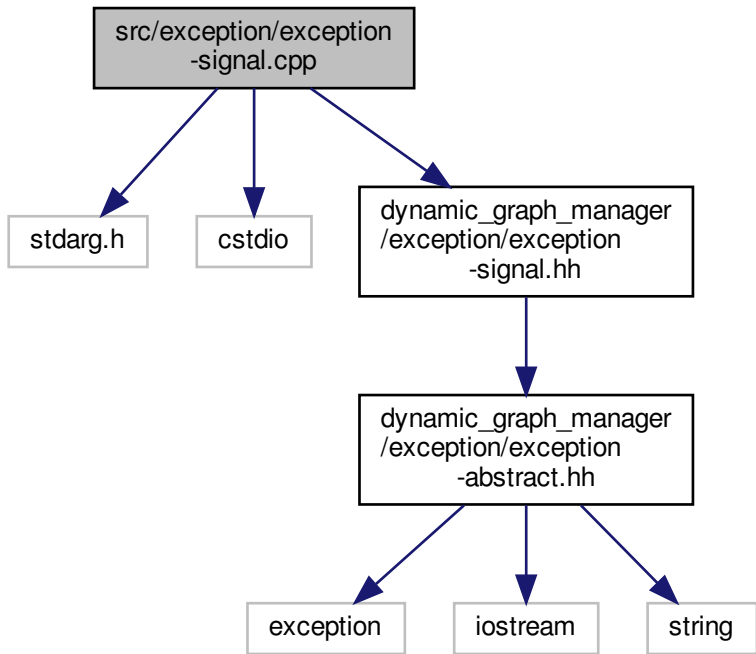 src/exception/exception
-signal.cpp
stdarg.h
cstdio
dynamic_graph_manager
/exception/exception
-signal.hh
dynamic_graph_manager
/exception/exception
-abstract.hh
exception
iostream
string